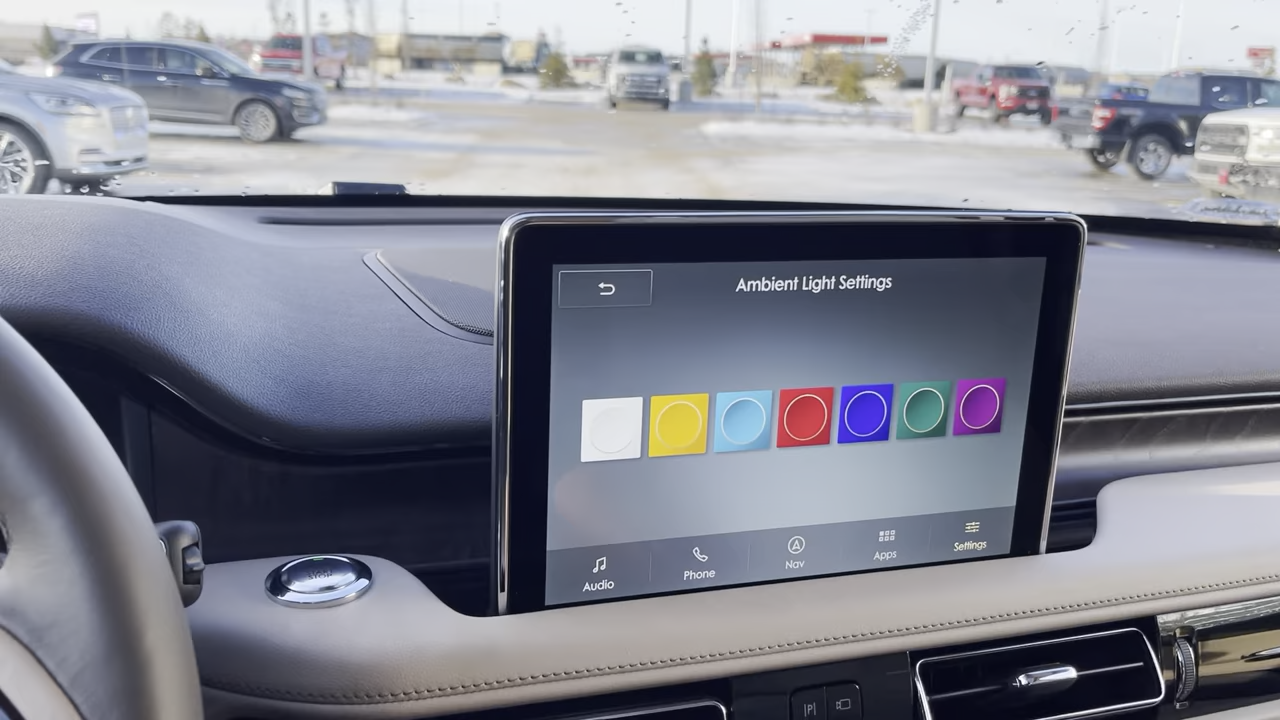 Ambient Light Settings
Audio
Phone
Nav
Apps
Settings